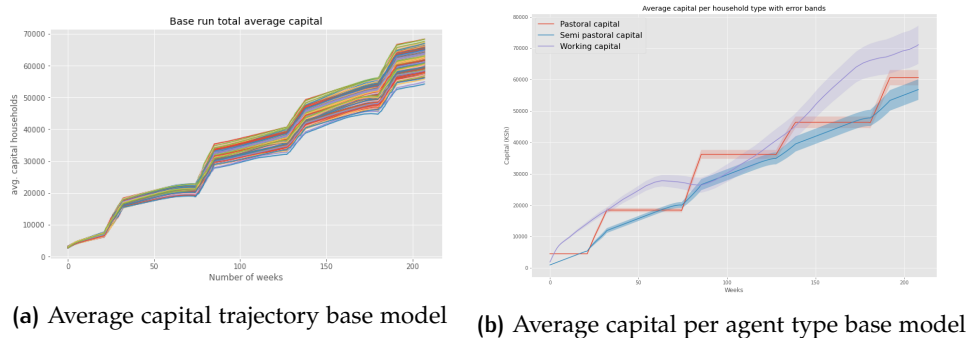 Base run total average capital
avg. capital households
70000
60000
50000
40000
30000
20000
10000
0
0 50 100 150 200
Number of weeks
(a) Average capital trajectory base model
Average capital per household type with error bands
Pastoral capital
Semi pastoral capital
Working capital
Capital (KSh)
80000
70000
60000
50000
40000
30000
20000
10000
0
0 50 100 150 200
Weeks
(b) Average capital per agent type base model